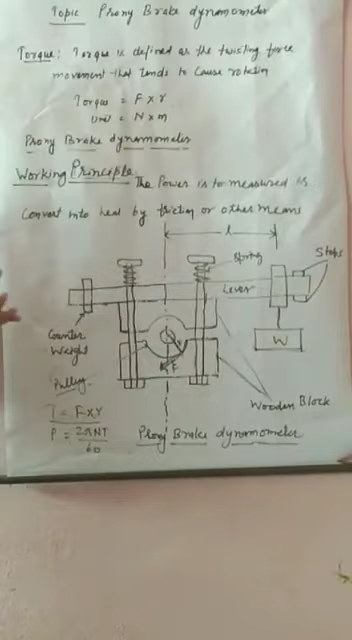 Topic Prony Brake dynamometer
Torque: Torque is defined as the twisting force
movement that tends to cause rotation
Torque = F x r
Unit = N x m
Prony Brake dynamometer
Working Principle. The Power is to measured is
Convert into heat by friction or other means
l
Spring
Stops
Lever
Counter
Weight
W
r
F
Pulley
Wooden Block
T = F.X r
P = 2πNT
60
Prony Brake dynamometer